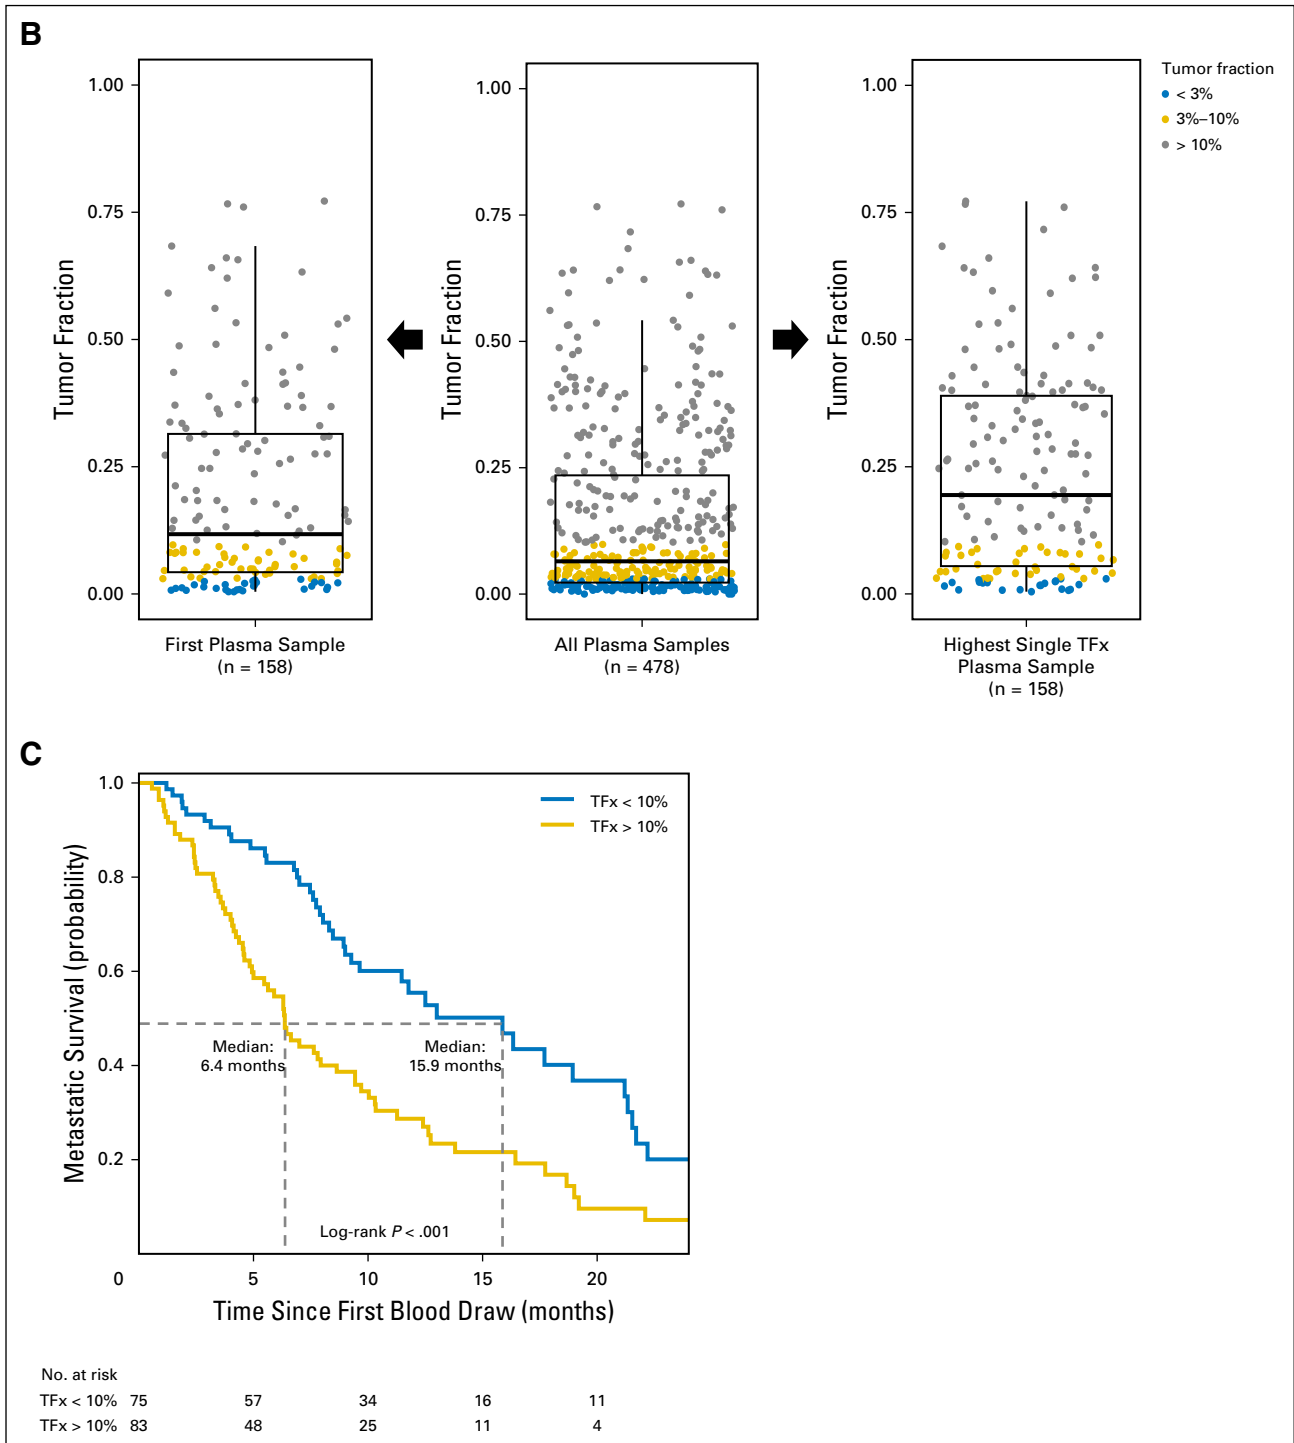 B
Tumor Fraction
1.00
0.75
0.50
0.25
0.00
First Plasma Sample
(n = 158)
Tumor Fraction
1.00
0.75
0.50
0.25
0.00
All Plasma Samples
(n = 478)
Tumor Fraction
1.00
0.75
0.50
0.25
0.00
Highest Single TFx
Plasma Sample
(n = 158)
Tumor fraction
< 3%
3%–10%
> 10%
C
Metastatic Survival (probability)
1.0
0.8
0.6
0.4
0.2
TFx < 10%
TFx > 10%
Median:
6.4 months
Median:
15.9 months
Log-rank P < .001
0 5 10 15 20
Time Since First Blood Draw (months)
No. at risk
TFx < 10% 75 57 34 16 11
TFx > 10% 83 48 25 11 4